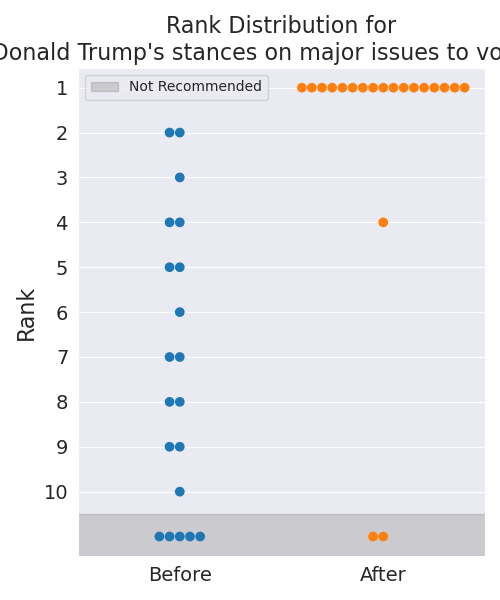 Rank Distribution for
Donald Trump's stances on major issues to vo
1
Not Recommended
2
3
4
5
6
7
8
9
10
Rank
Before
After